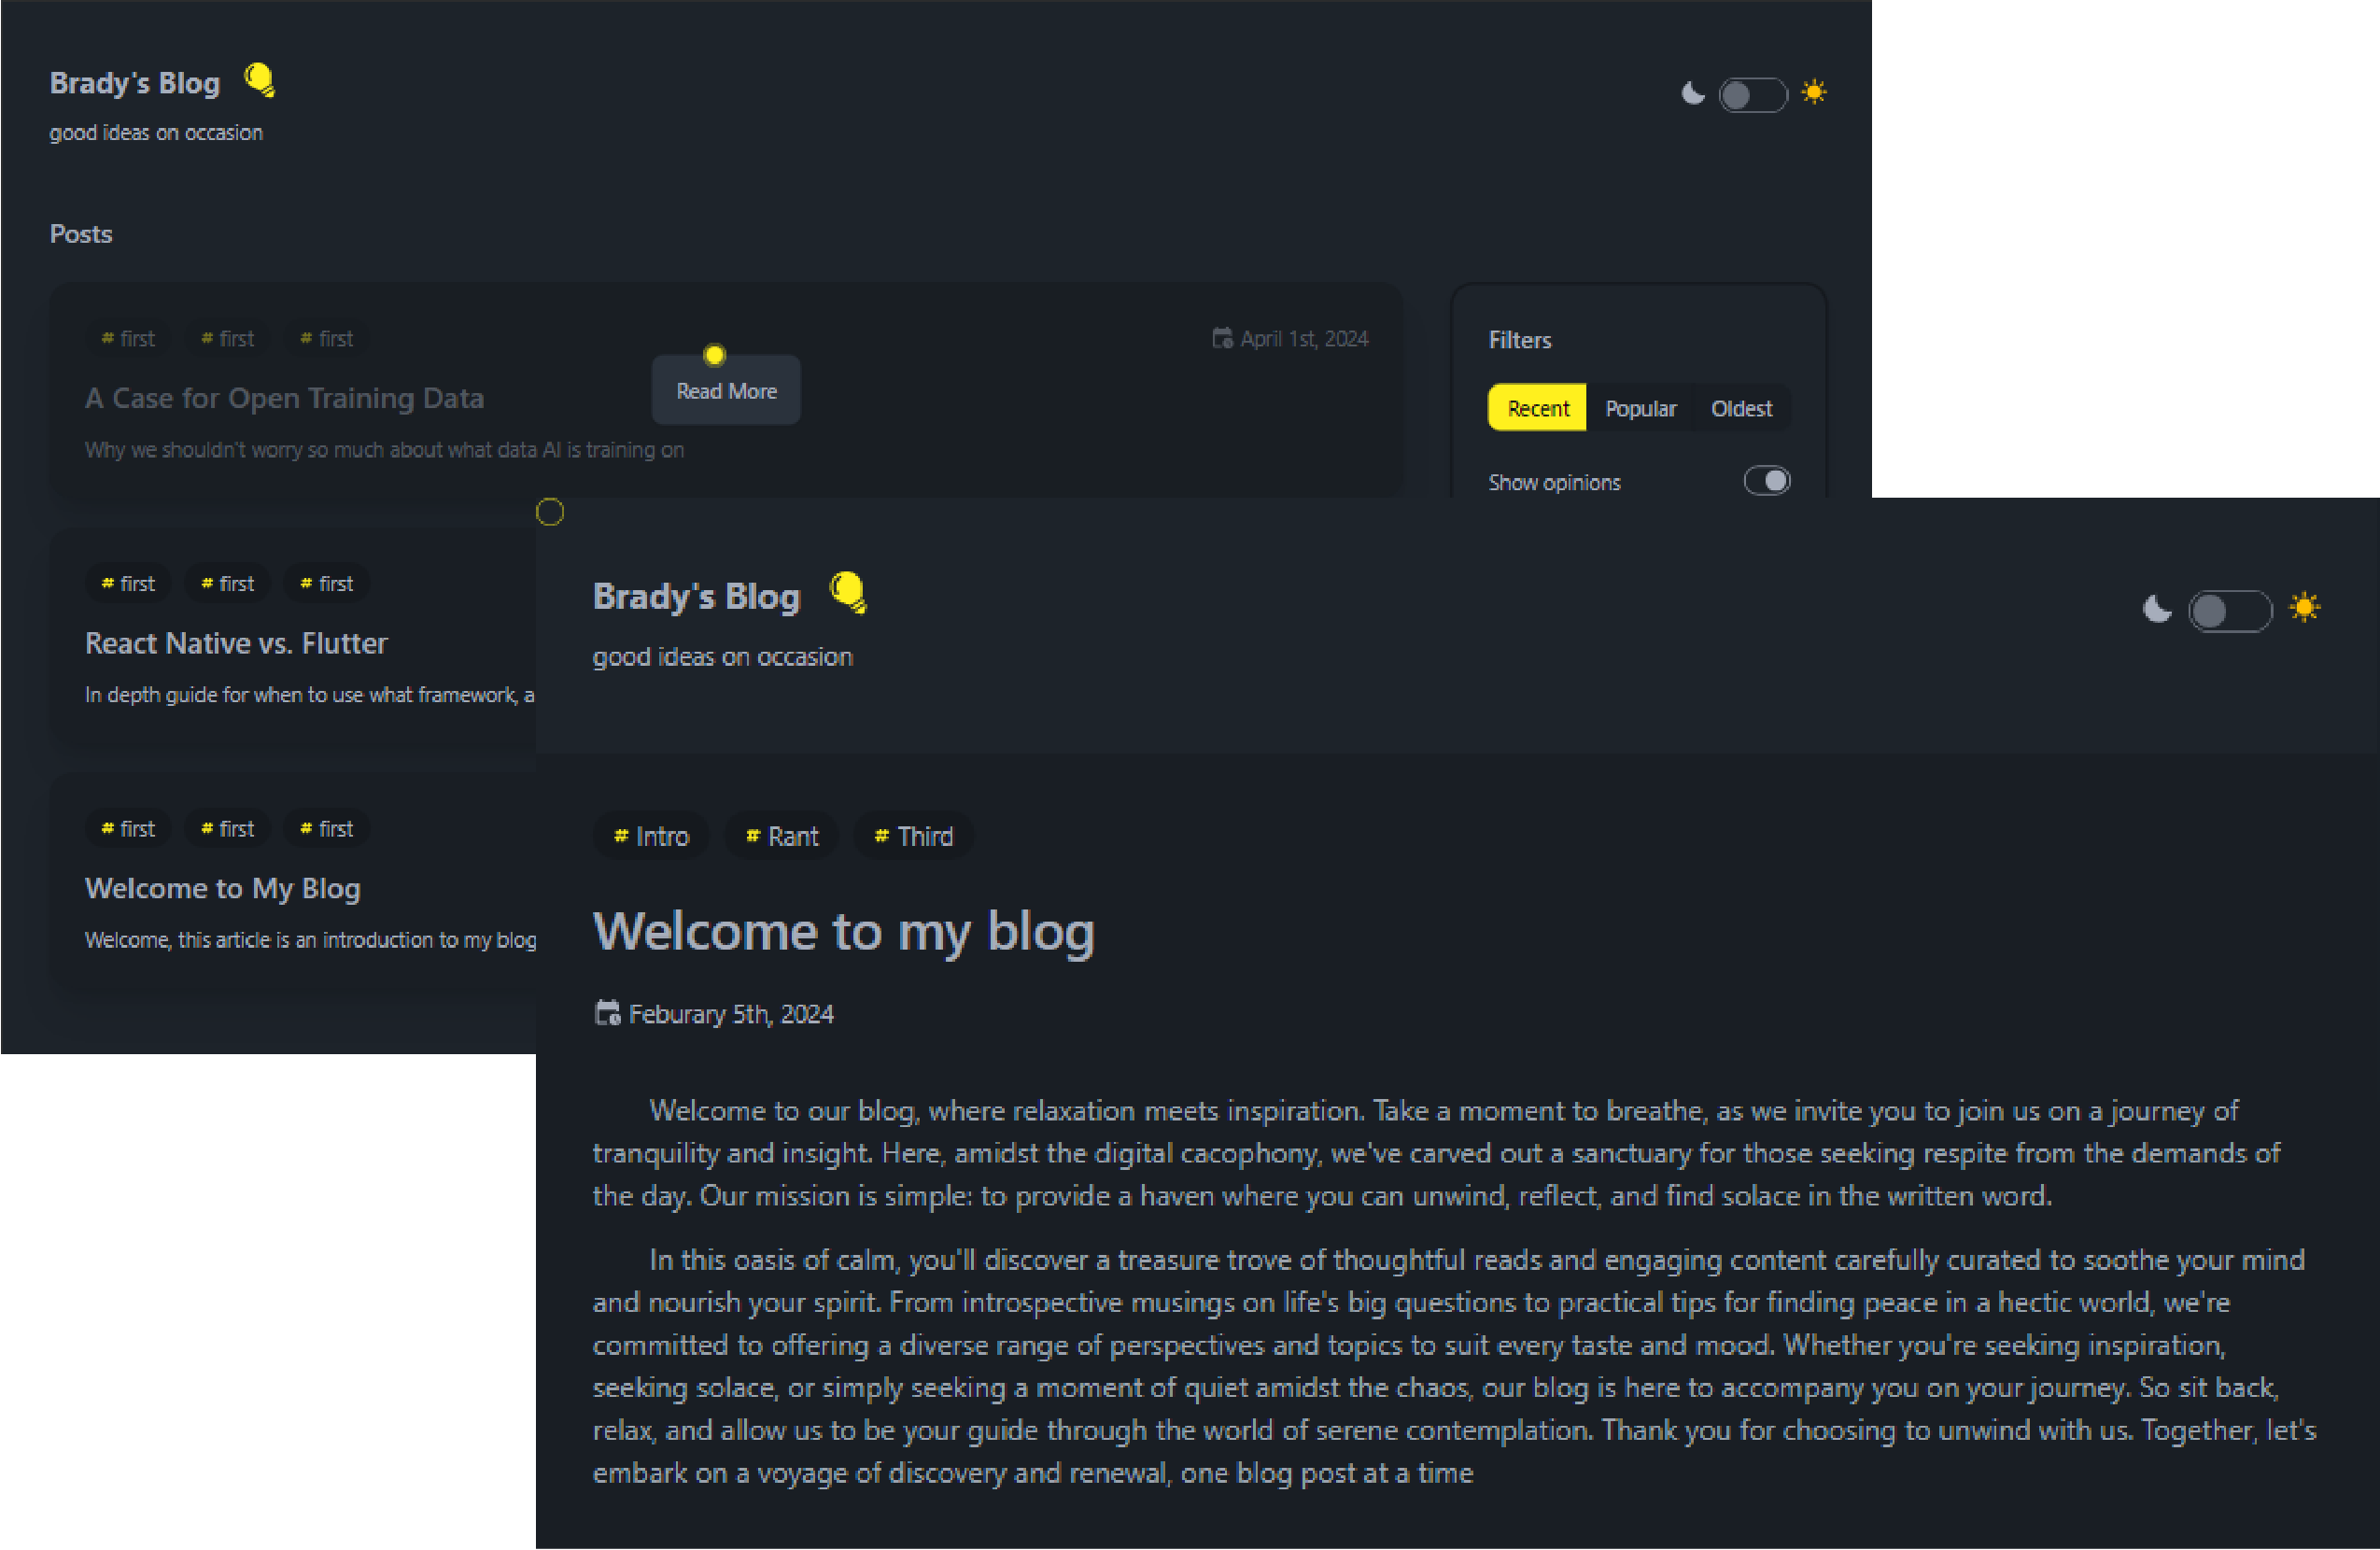 Brady's Blog
good ideas on occasion
Posts
# first # first # first
April 1st, 2024
A Case for Open Training Data
Read More
Why we shouldn't worry so much about what data AI is training on
Filters
Recent Popular Oldest
Show opinions
# first # first # first
React Native vs. Flutter
In depth guide for when to use what framework, a
# first # first # first
Welcome to My Blog
Welcome, this article is an introduction to my blog
Brady's Blog
good ideas on occasion
# Intro # Rant # Third
Welcome to my blog
Feburary 5th, 2024
Welcome to our blog, where relaxation meets inspiration. Take a moment to breathe, as we invite you to join us on a journey of
tranquility and insight. Here, amidst the digital cacophony, we've carved out a sanctuary for those seeking respite from the demands of
the day. Our mission is simple: to provide a haven where you can unwind, reflect, and find solace in the written word.
In this oasis of calm, you'll discover a treasure trove of thoughtful reads and engaging content carefully curated to soothe your mind
and nourish your spirit. From introspective musings on life's big questions to practical tips for finding peace in a hectic world, we're
committed to offering a diverse range of perspectives and topics to suit every taste and mood. Whether you're seeking inspiration,
seeking solace, or simply seeking a moment of quiet amidst the chaos, our blog is here to accompany you on your journey. So sit back,
relax, and allow us to be your guide through the world of serene contemplation. Thank you for choosing to unwind with us. Together, let's
embark on a voyage of discovery and renewal, one blog post at a time